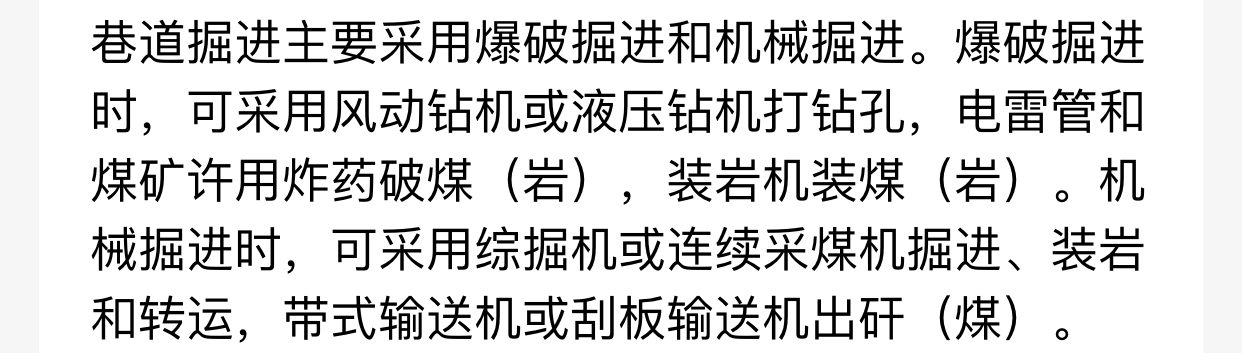 巷道掘进主要采用爆破掘进和机械掘进。爆破掘进
时，可采用风动钻机或液压钻机打钻孔，电雷管和
煤矿许用炸药破煤（岩），装岩机装煤（岩）。机
械掘进时，可采用综掘机或连续采煤机掘进、装岩
和转运，带式输送机或刮板输送机出矸（煤）。